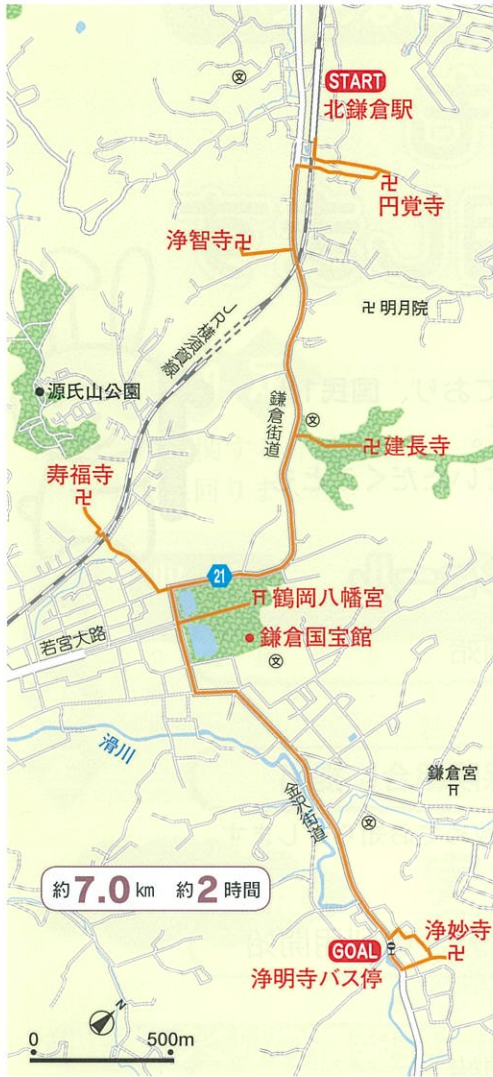 START
北鎌倉駅
円覚寺
浄智寺
明月院
JR横須賀線
源氏山公園
鎌倉街道
建長寺
寿福寺
21
鶴岡八幡宮
若宮大路
鎌倉国宝館
滑川
鎌倉宮
金沢街道
約7.0km 約2時間
浄妙寺
GOAL
浄明寺バス停
N
0 500m